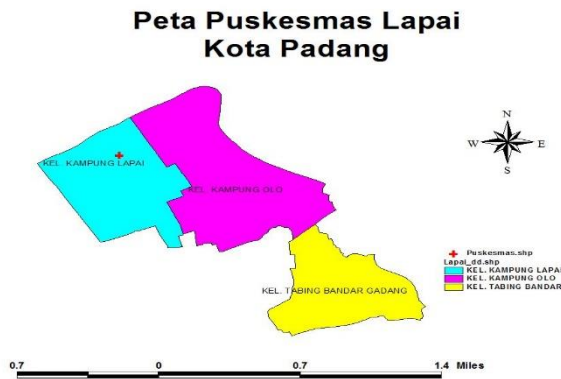 Peta Puskesmas Lapai
Kota Padang
N
W E
S
KEL. KAMPUNG LAPAI
KEL. KAMPUNG OLO
KEL. TABING BANDAR GADANG
Puskesmas.shp
Lapai_dd.shp
KEL. KAMPUNG LAPAI
KEL. KAMPUNG OLO
KEL. TABING BANDAR
0.7 0 0.7 1.4 Miles